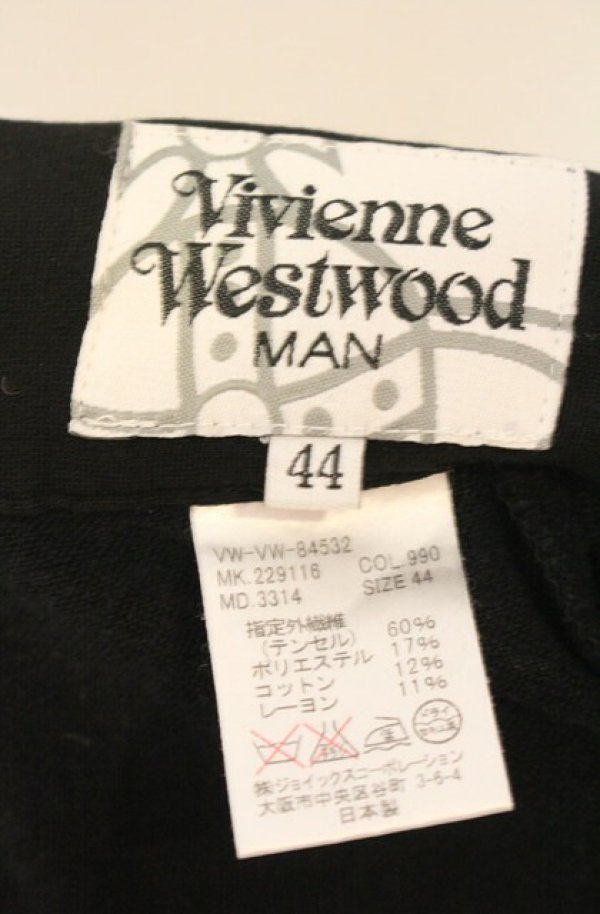 Vivienne
Westwood
MAN
44
VW-VW-84532
MK.229116 COL.990
MD.3314 SIZE 44
指定外繊維 60%
(テンセル)
ポリエステル 17%
コットン 12%
レーヨン 11%
ドライ
㈱ジョイックスコーポレーション
大阪市中央区谷町 3-6-4
日本製